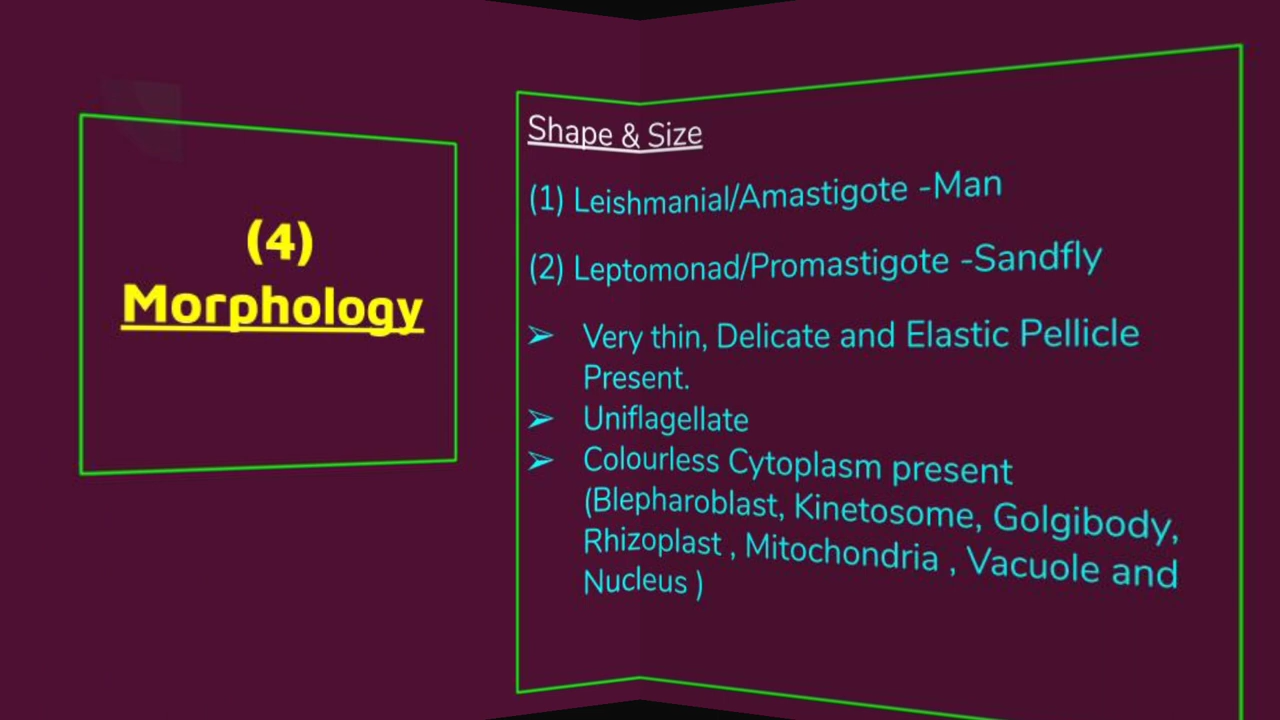 (4)
Morphology
Shape & Size
(1) Leishmanial/Amastigote -Man
(2) Leptomonad/Promastigote -Sandfly
➢ Very thin, Delicate and Elastic Pellicle
Present.
➢ Uniflagellate
➢ Colourless Cytoplasm present
(Blepharoblast, Kinetosome, Golgibody,
Rhizoplast , Mitochondria , Vacuole and
Nucleus )